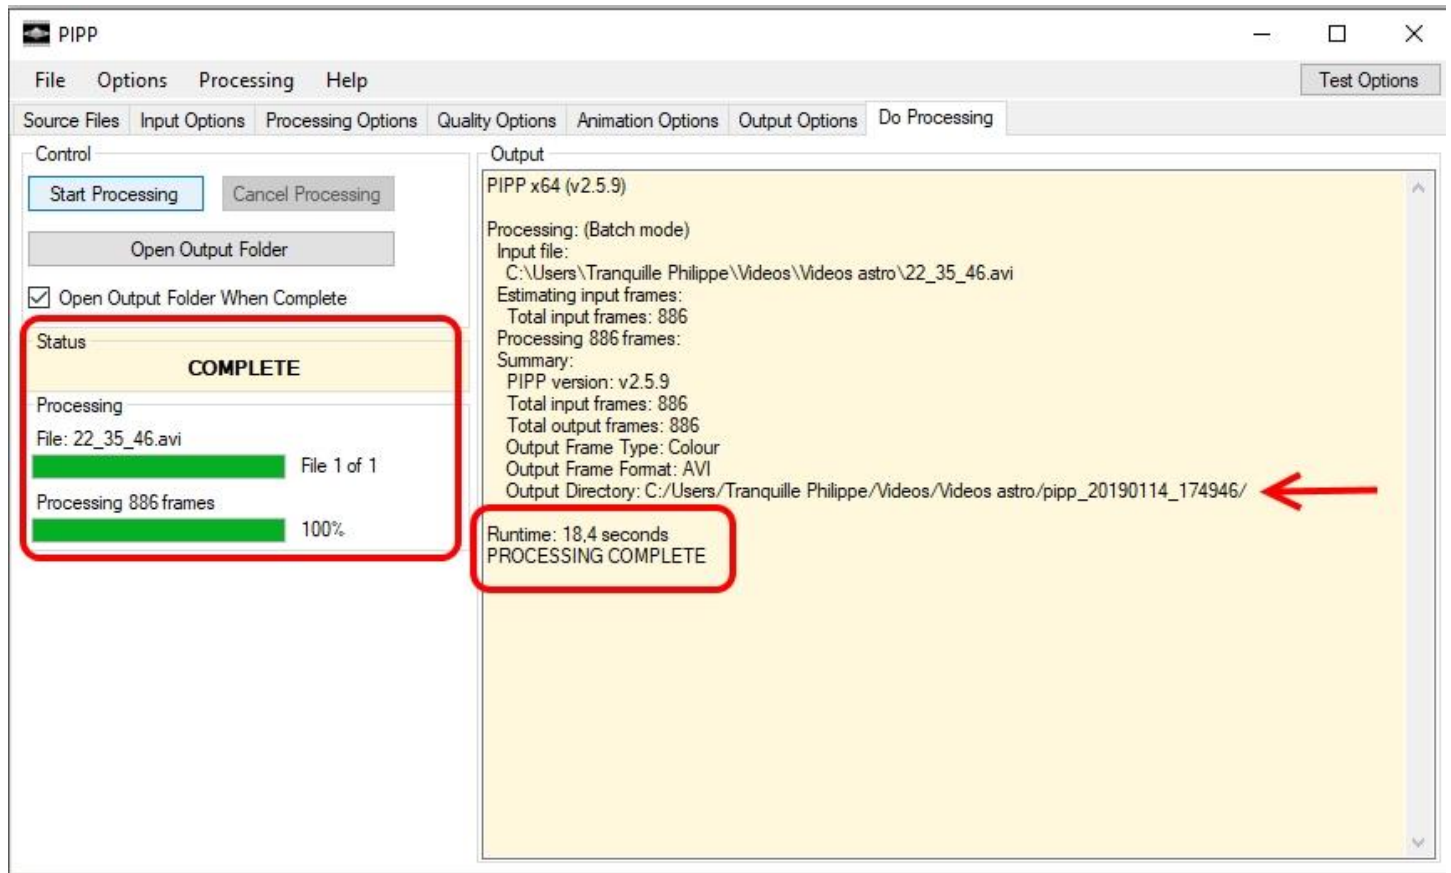 PIPP
File Options Processing Help
Test Options
Source Files Input Options Processing Options Quality Options Animation Options Output Options Do Processing
Control
Start Processing Cancel Processing
Open Output Folder
Open Output Folder When Complete
Status
COMPLETE
Processing
File: 22_35_46.avi
File 1 of 1
Processing 886 frames
100%
Output
PIPP x64 (v2.5.9)
Processing: (Batch mode)
Input file:
C:\Users\Tranquille Philippe\Videos\Videos astro\22_35_46.avi
Estimating input frames:
Total input frames: 886
Processing 886 frames:
Summary:
PIPP version: v2.5.9
Total input frames: 886
Total output frames: 886
Output Frame Type: Colour
Output Frame Format: AVI
Output Directory: C:/Users/Tranquille Philippe/Videos/Videos astro/pipp_20190114_174946/
Runtime: 18,4 seconds
PROCESSING COMPLETE